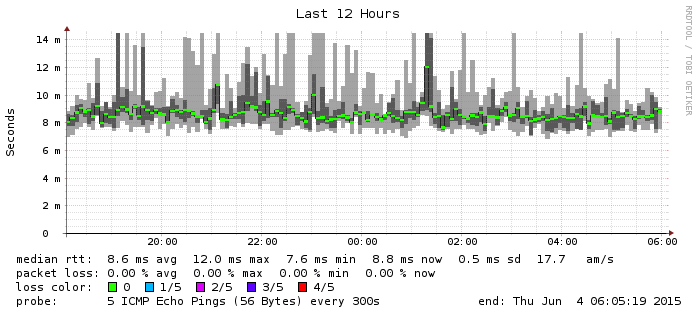 Last 12 Hours
RRDTOOL / TOBI OETIKER
Seconds
14 m
12 m
10 m
8 m
6 m
4 m
2 m
0
20:00 22:00 00:00 02:00 04:00 06:00
median rtt: 8.6 ms avg 12.0 ms max 7.6 ms min 8.8 ms now 0.5 ms sd 17.7 am/s
packet loss: 0.00 % avg 0.00 % max 0.00 % min 0.00 % now
loss color: 0 1/5 2/5 3/5 4/5
probe: 5 ICMP Echo Pings (56 Bytes) every 300s end: Thu Jun 4 06:05:19 2015